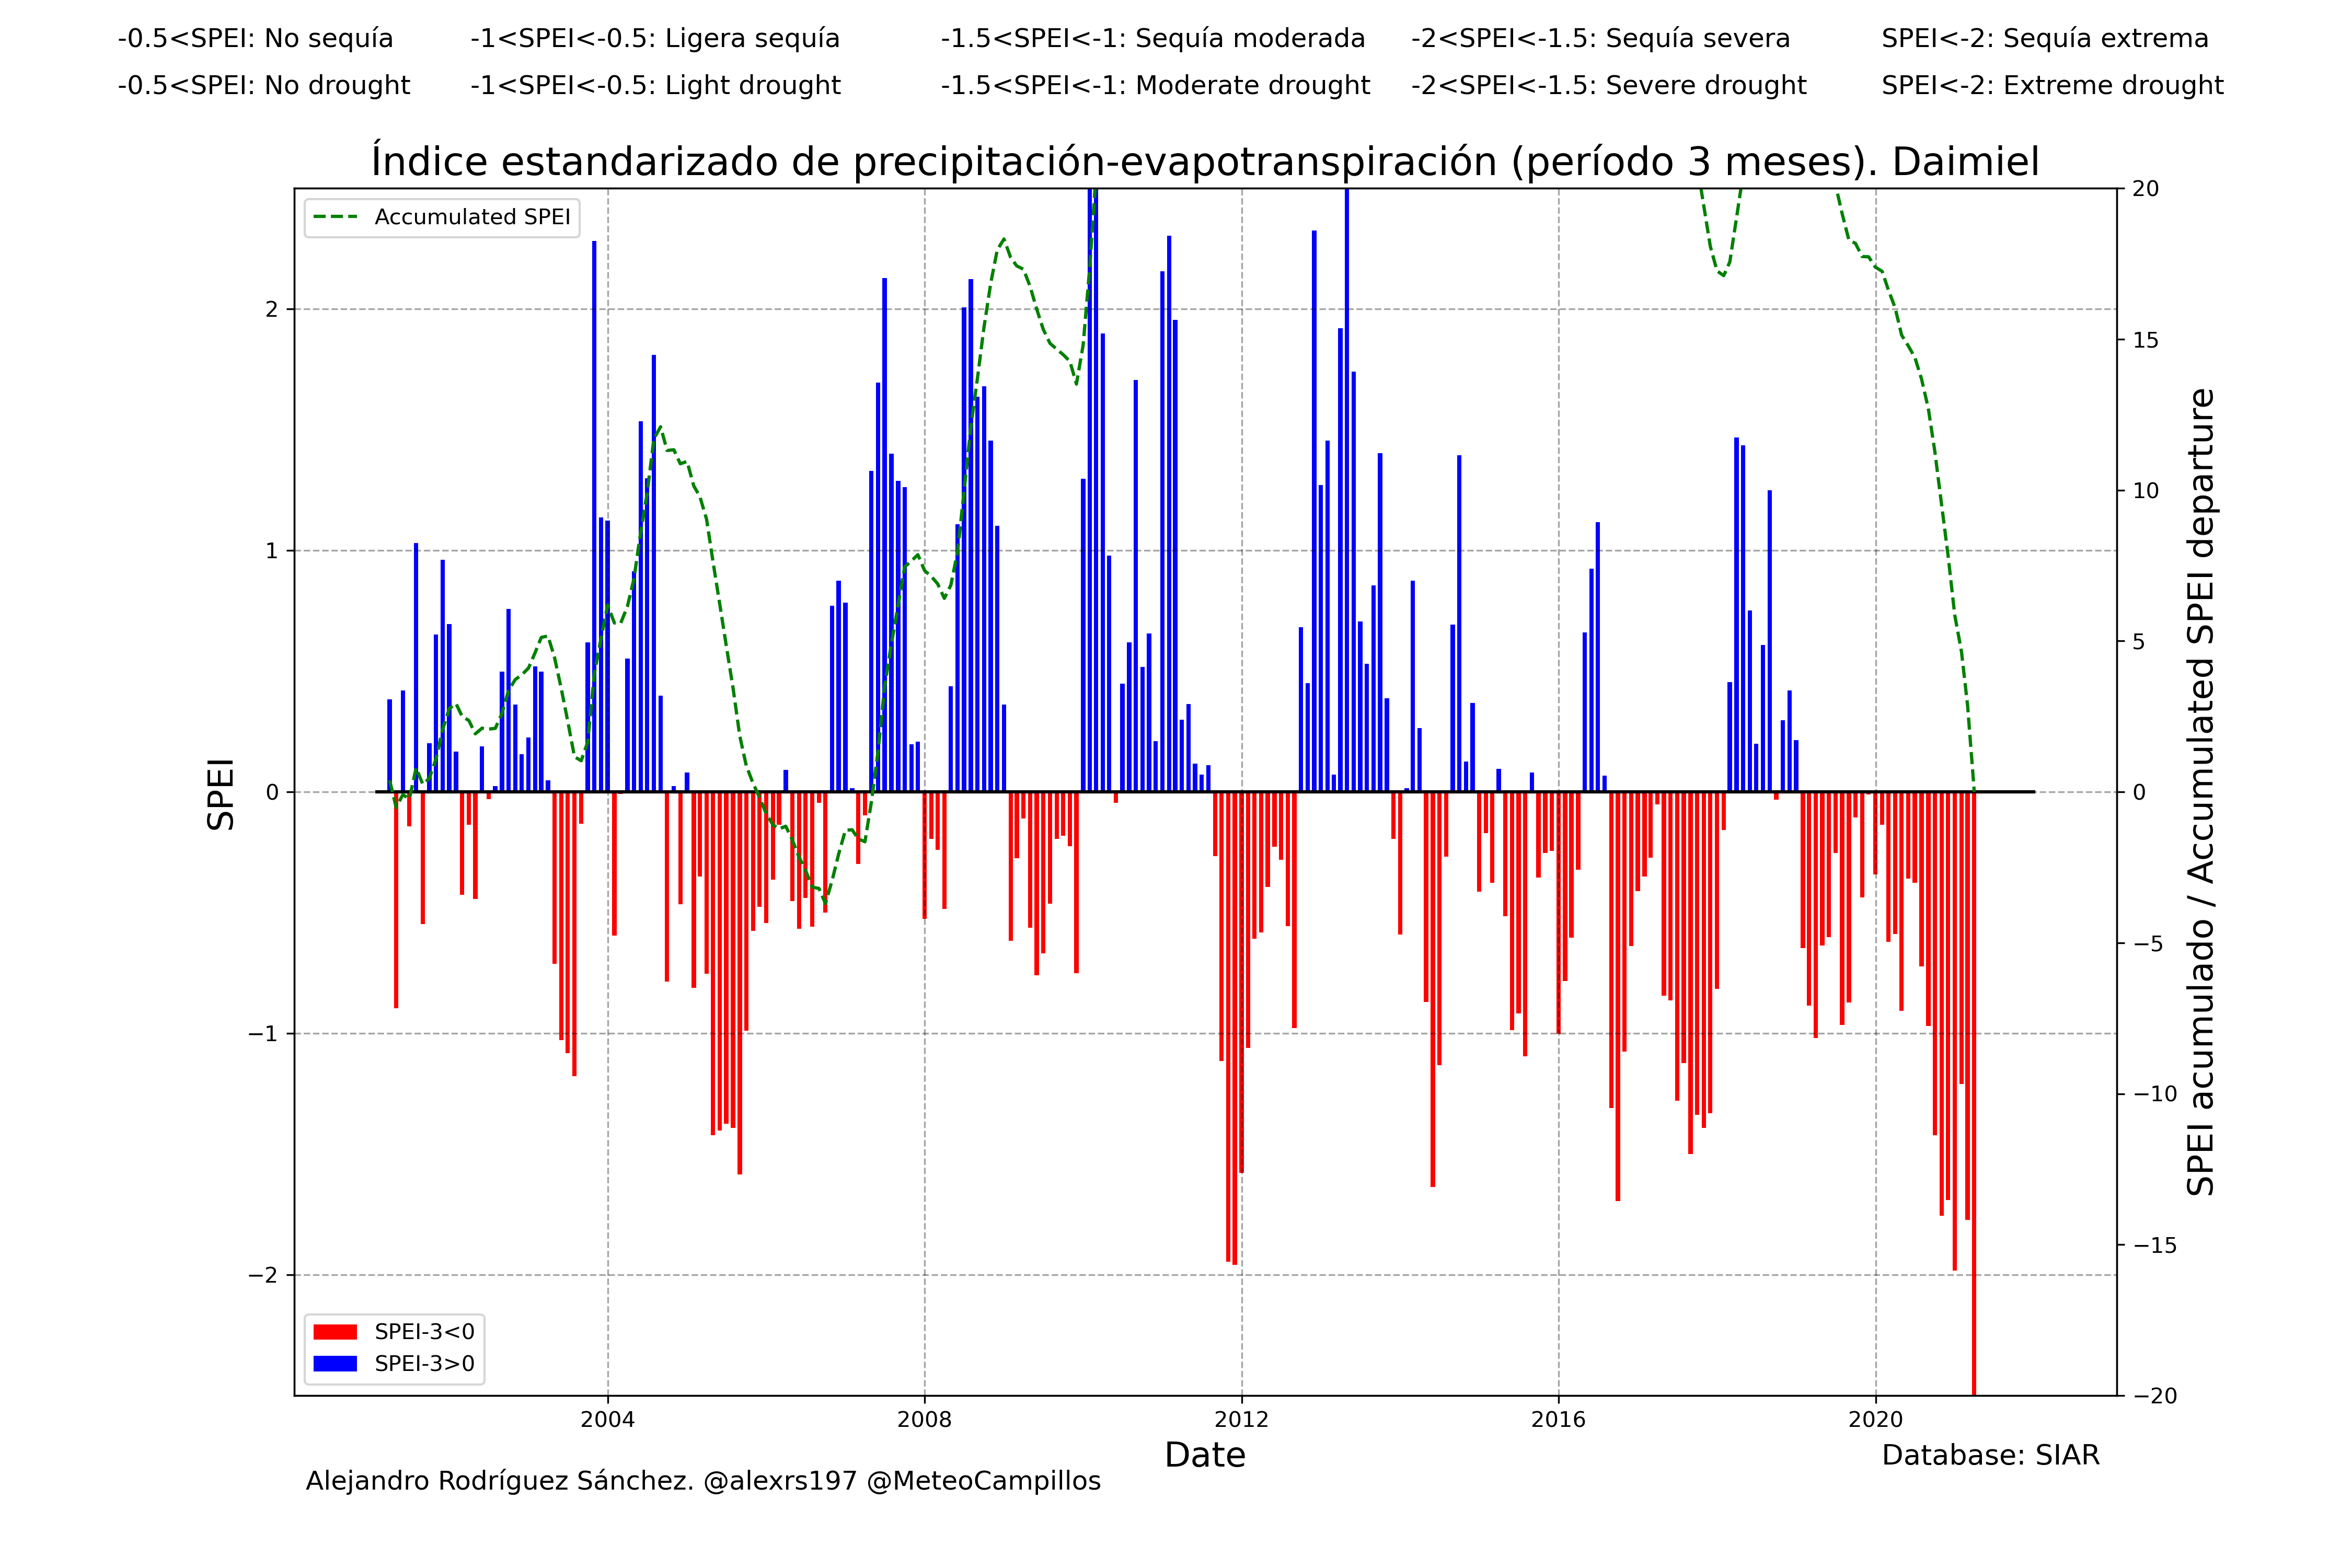 -0.5<SPEI: No sequía -1<SPEI<-0.5: Ligera sequía -1.5<SPEI<-1: Sequía moderada -2<SPEI<-1.5: Sequía severa SPEI<-2: Sequía extrema
-0.5<SPEI: No drought -1<SPEI<-0.5: Light drought -1.5<SPEI<-1: Moderate drought -2<SPEI<-1.5: Severe drought SPEI<-2: Extreme drought
Índice estandarizado de precipitación-evapotranspiración (período 3 meses). Daimiel
Accumulated SPEI
SPEI
2
1
0
−1
−2
20
15
10
5
0
−5
−10
−15
−20
SPEI acumulado / Accumulated SPEI departure
SPEI-3<0
SPEI-3>0
2004 2008 2012 2016 2020
Date
Database: SIAR
Alejandro Rodríguez Sánchez. @alexrs197 @MeteoCampillos